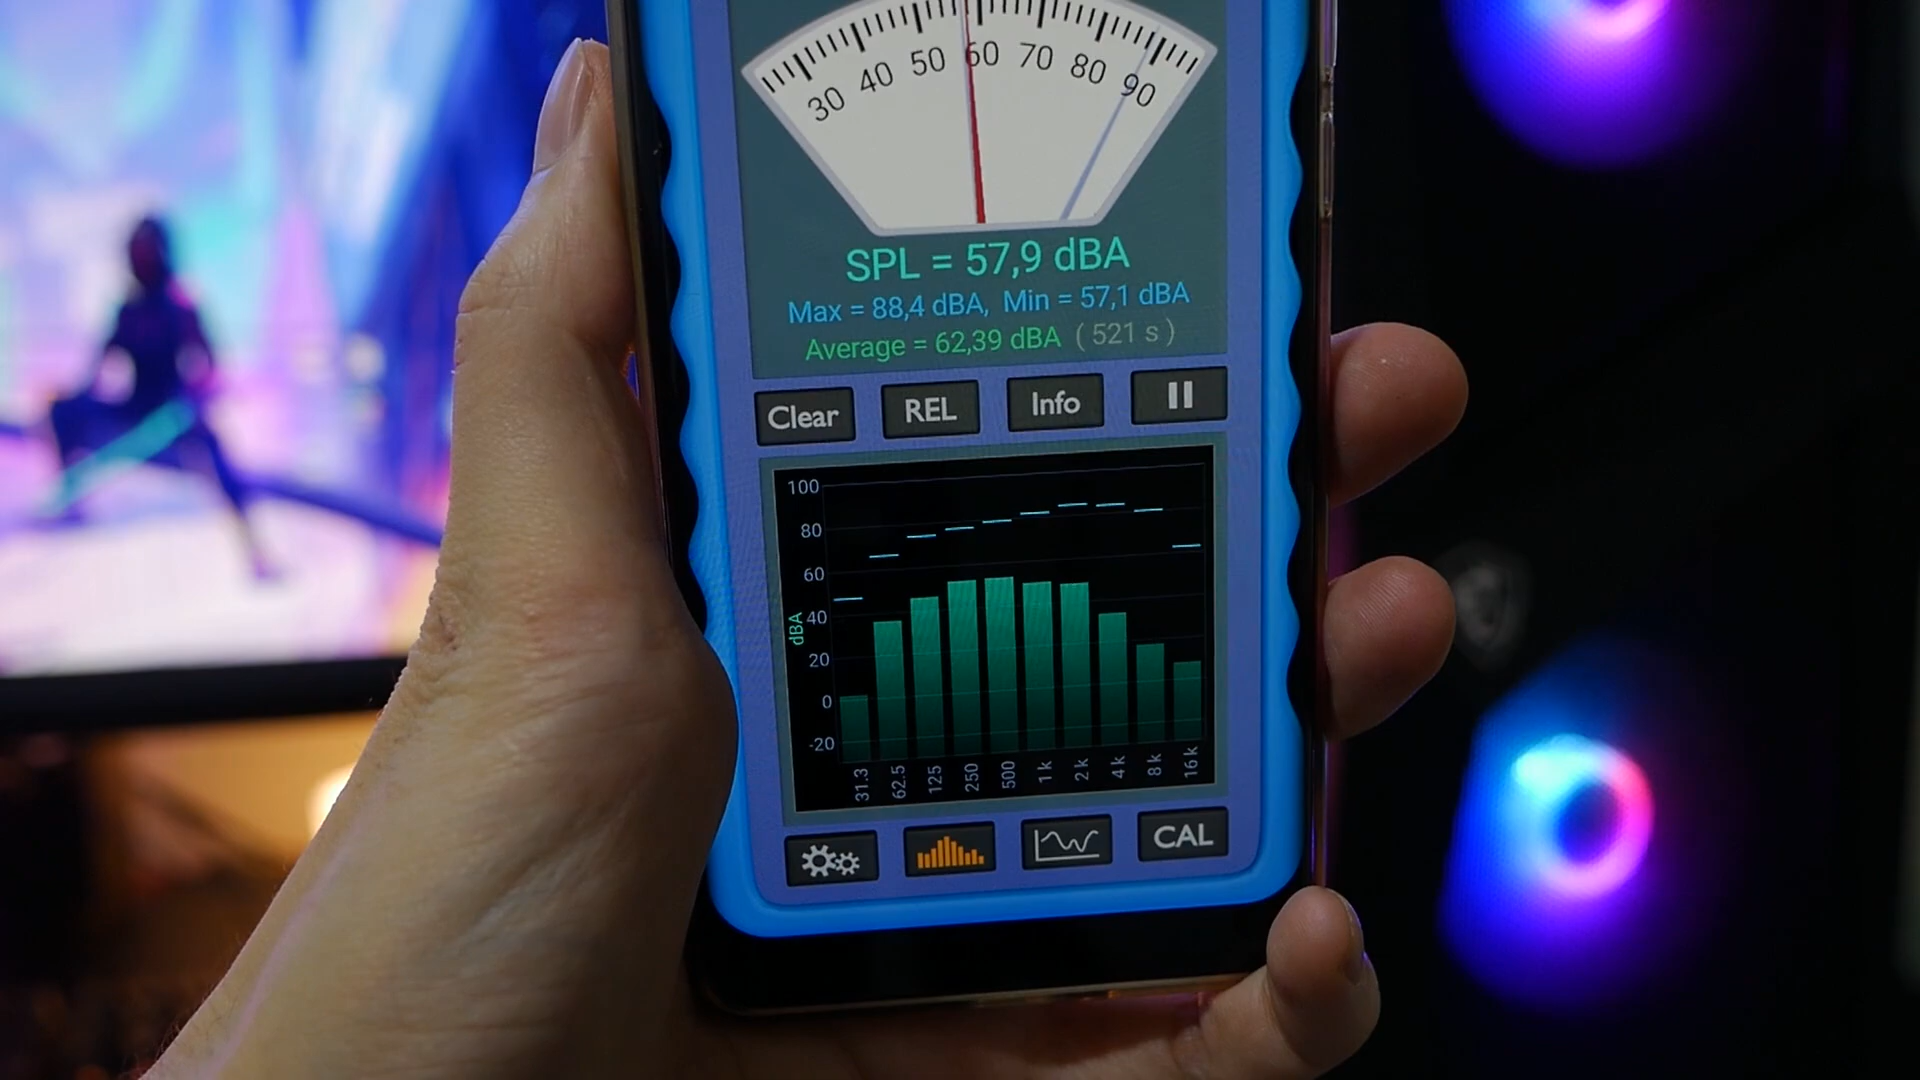 30 40 50 60 70 80 90
SPL = 57,9 dBA
Max = 88,4 dBA, Min = 57,1 dBA
Average = 62,39 dBA ( 521 s )
Clear REL Info
100
80
60
40
20
0
-20
dBA
31.3 62.5 125 250 500 1 k 2 k 4 k 8 k 16 k
CAL